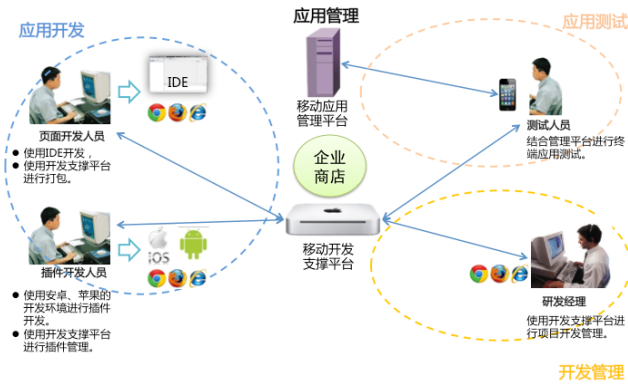 应用开发
应用管理
应用测试
IDE
页面开发人员
● 使用IDE开发，
● 使用开发支撑平台
进行打包。
移动应用
管理平台
测试人员
结合管理平台进行终
端应用测试。
企业
商店
iOS
插件开发人员
● 使用安卓、苹果的
开发环境进行插件
开发。
● 使用开发支撑平台
进行插件管理。
移动开发
支撑平台
研发经理
使用开发支撑平台进
行项目开发管理。
开发管理